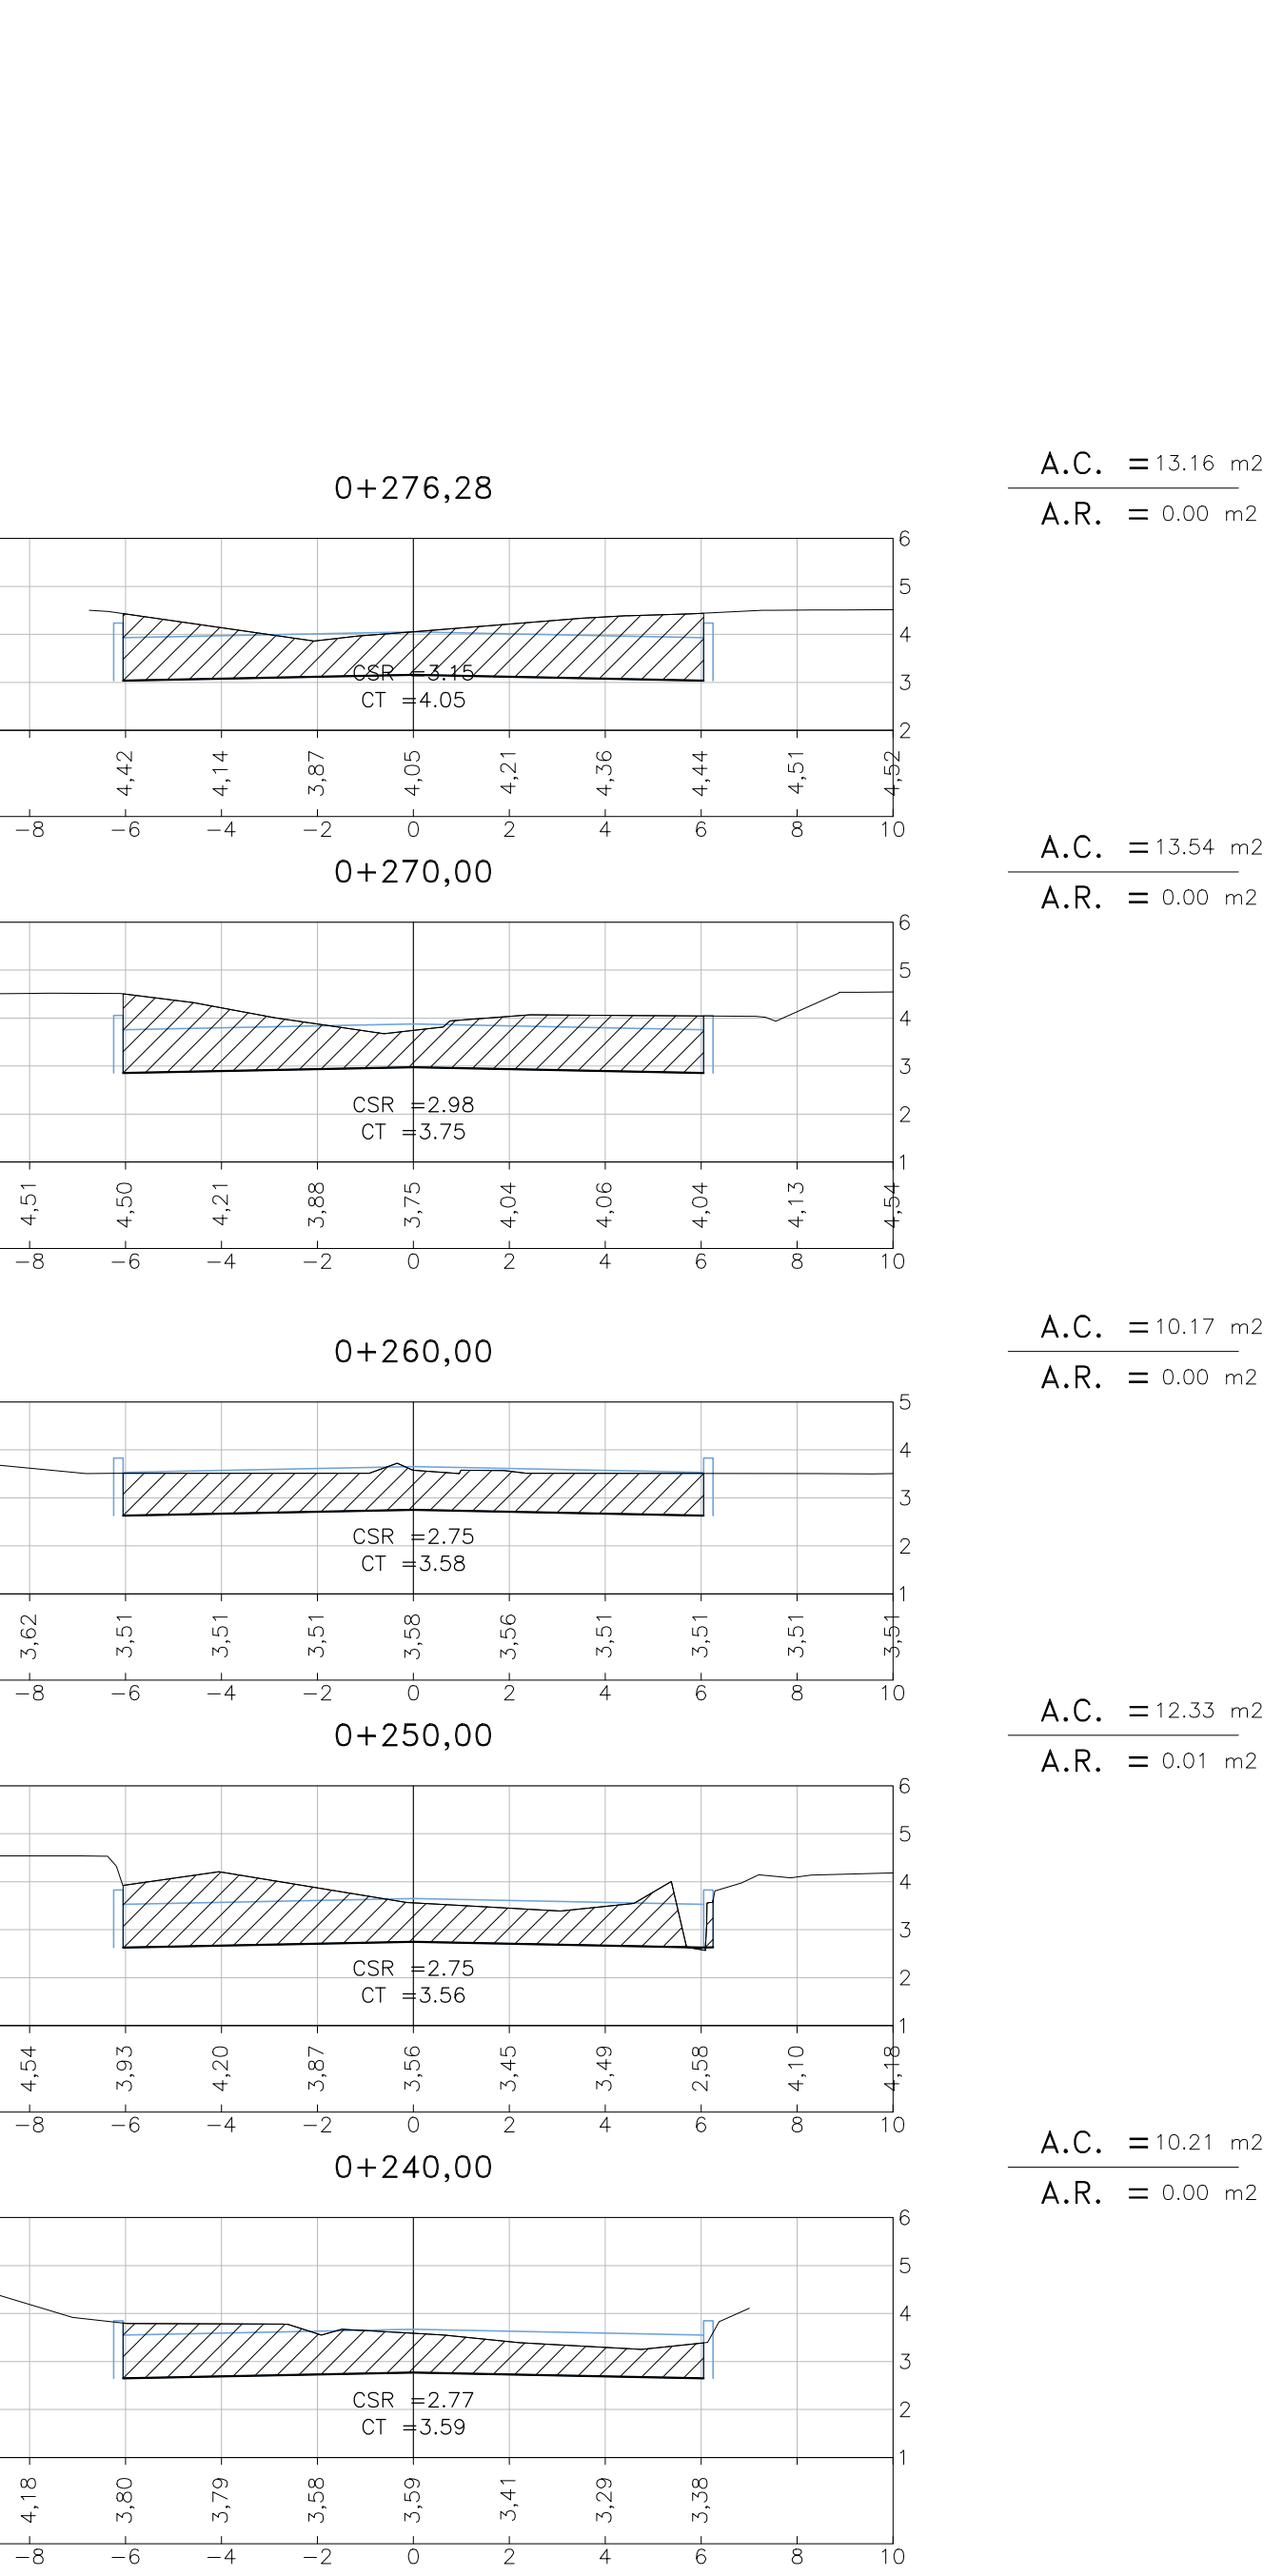 A.C. = 13.16 m2
0+276,28
A.R. = 0.00 m2
6
5
4
3
2
CSR =3.15
CT =4.05
4,42 4,14 3,87 4,05 4,21 4,36 4,44 4,51 4,52
−8 −6 −4 −2 0 2 4 6 8 10
A.C. = 13.54 m2
0+270,00
A.R. = 0.00 m2
6
5
4
3
2
1
CSR =2.98
CT =3.75
4,51 4,50 4,21 3,88 3,75 4,04 4,06 4,04 4,13 4,54
−8 −6 −4 −2 0 2 4 6 8 10
A.C. = 10.17 m2
0+260,00
A.R. = 0.00 m2
5
4
3
2
1
CSR =2.75
CT =3.58
3,62 3,51 3,51 3,51 3,58 3,56 3,51 3,51 3,51 3,51
−8 −6 −4 −2 0 2 4 6 8 10
A.C. = 12.33 m2
0+250,00
A.R. = 0.01 m2
6
5
4
3
2
1
CSR =2.75
CT =3.56
4,54 3,93 4,20 3,87 3,56 3,45 3,49 2,58 4,10 4,18
−8 −6 −4 −2 0 2 4 6 8 10
A.C. = 10.21 m2
0+240,00
A.R. = 0.00 m2
6
5
4
3
2
1
CSR =2.77
CT =3.59
4,18 3,80 3,79 3,58 3,59 3,41 3,29 3,38
−8 −6 −4 −2 0 2 4 6 8 10